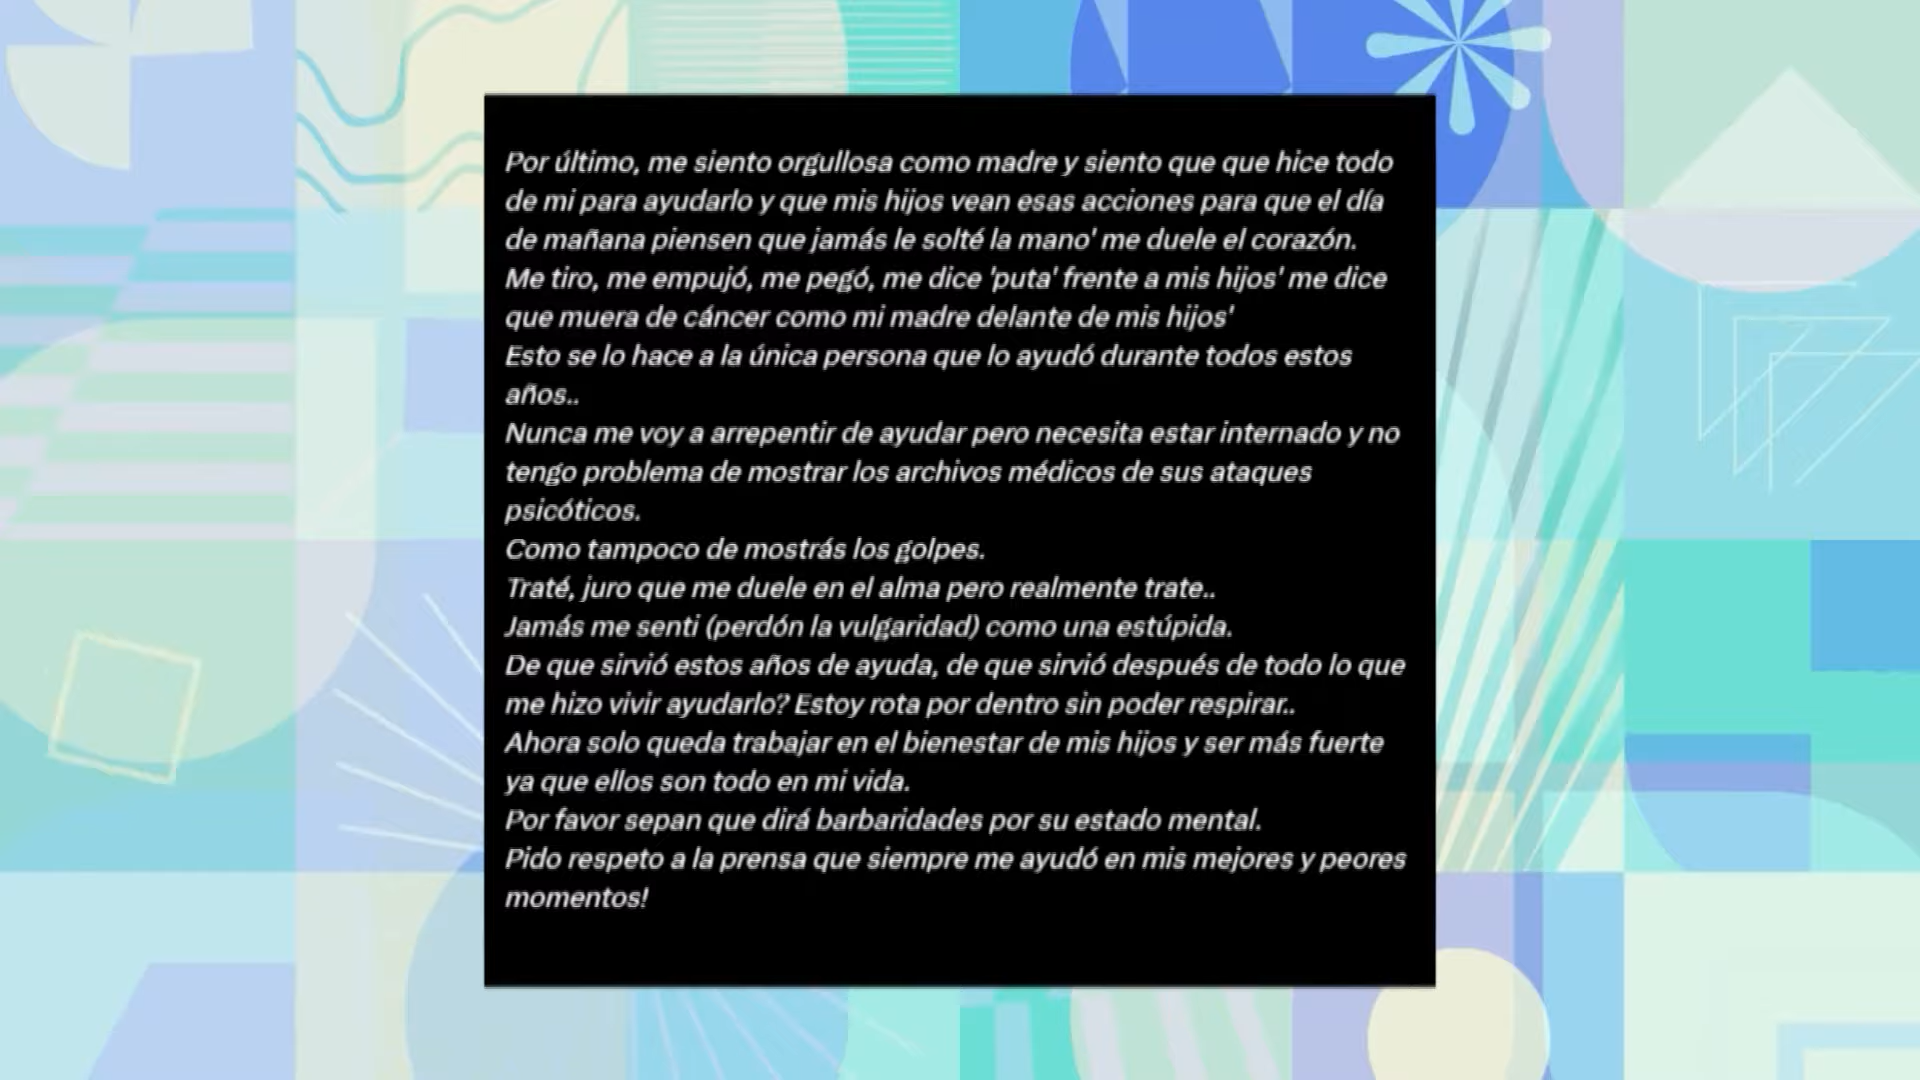 Por último, me siento orgullosa como madre y siento que que hice todo
de mi para ayudarlo y que mis hijos vean esas acciones para que el día
de mañana piensen que jamás le solté la mano' me duele el corazón.
Me tiro, me empujó, me pegó, me dice 'puta' frente a mis hijos' me dice
que muera de cáncer como mi madre delante de mis hijos'
Esto se lo hace a la única persona que lo ayudó durante todos estos
años..
Nunca me voy a arrepentir de ayudar pero necesita estar internado y no
tengo problema de mostrar los archivos médicos de sus ataques
psicóticos.
Como tampoco de mostrás los golpes.
Traté, juro que me duele en el alma pero realmente trate..
Jamás me senti (perdón la vulgaridad) como una estúpida.
De que sirvió estos años de ayuda, de que sirvió después de todo lo que
me hizo vivir ayudarlo? Estoy rota por dentro sin poder respirar..
Ahora solo queda trabajar en el bienestar de mis hijos y ser más fuerte
ya que ellos son todo en mi vida.
Por favor sepan que dirá barbaridades por su estado mental.
Pido respeto a la prensa que siempre me ayudó en mis mejores y peores
momentos!